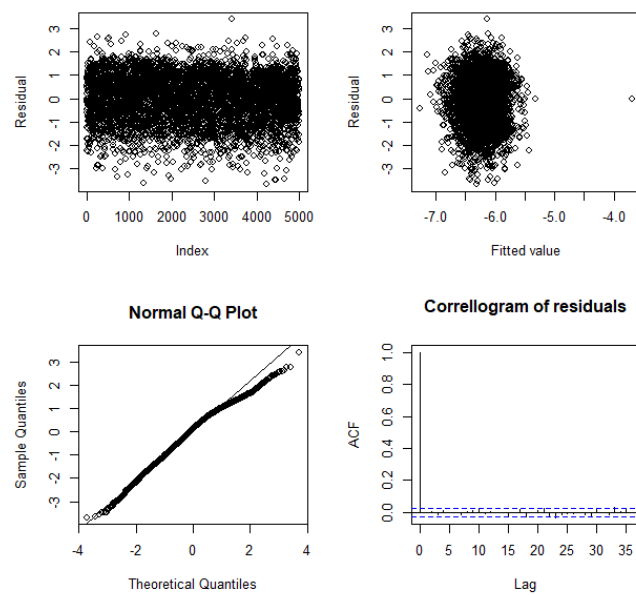 Residual
3
2
1
0
-1
-2
-3
0 1000 2000 3000 4000 5000
Index
Residual
3
2
1
0
-1
-2
-3
-7.0 -6.0 -5.0 -4.0
Fitted value
Normal Q-Q Plot
Sample Quantiles
3
2
1
0
-1
-2
-3
-4 -2 0 2 4
Theoretical Quantiles
Correllogram of residuals
ACF
1.0
0.8
0.6
0.4
0.2
0.0
0 5 10 15 20 25 30 35
Lag